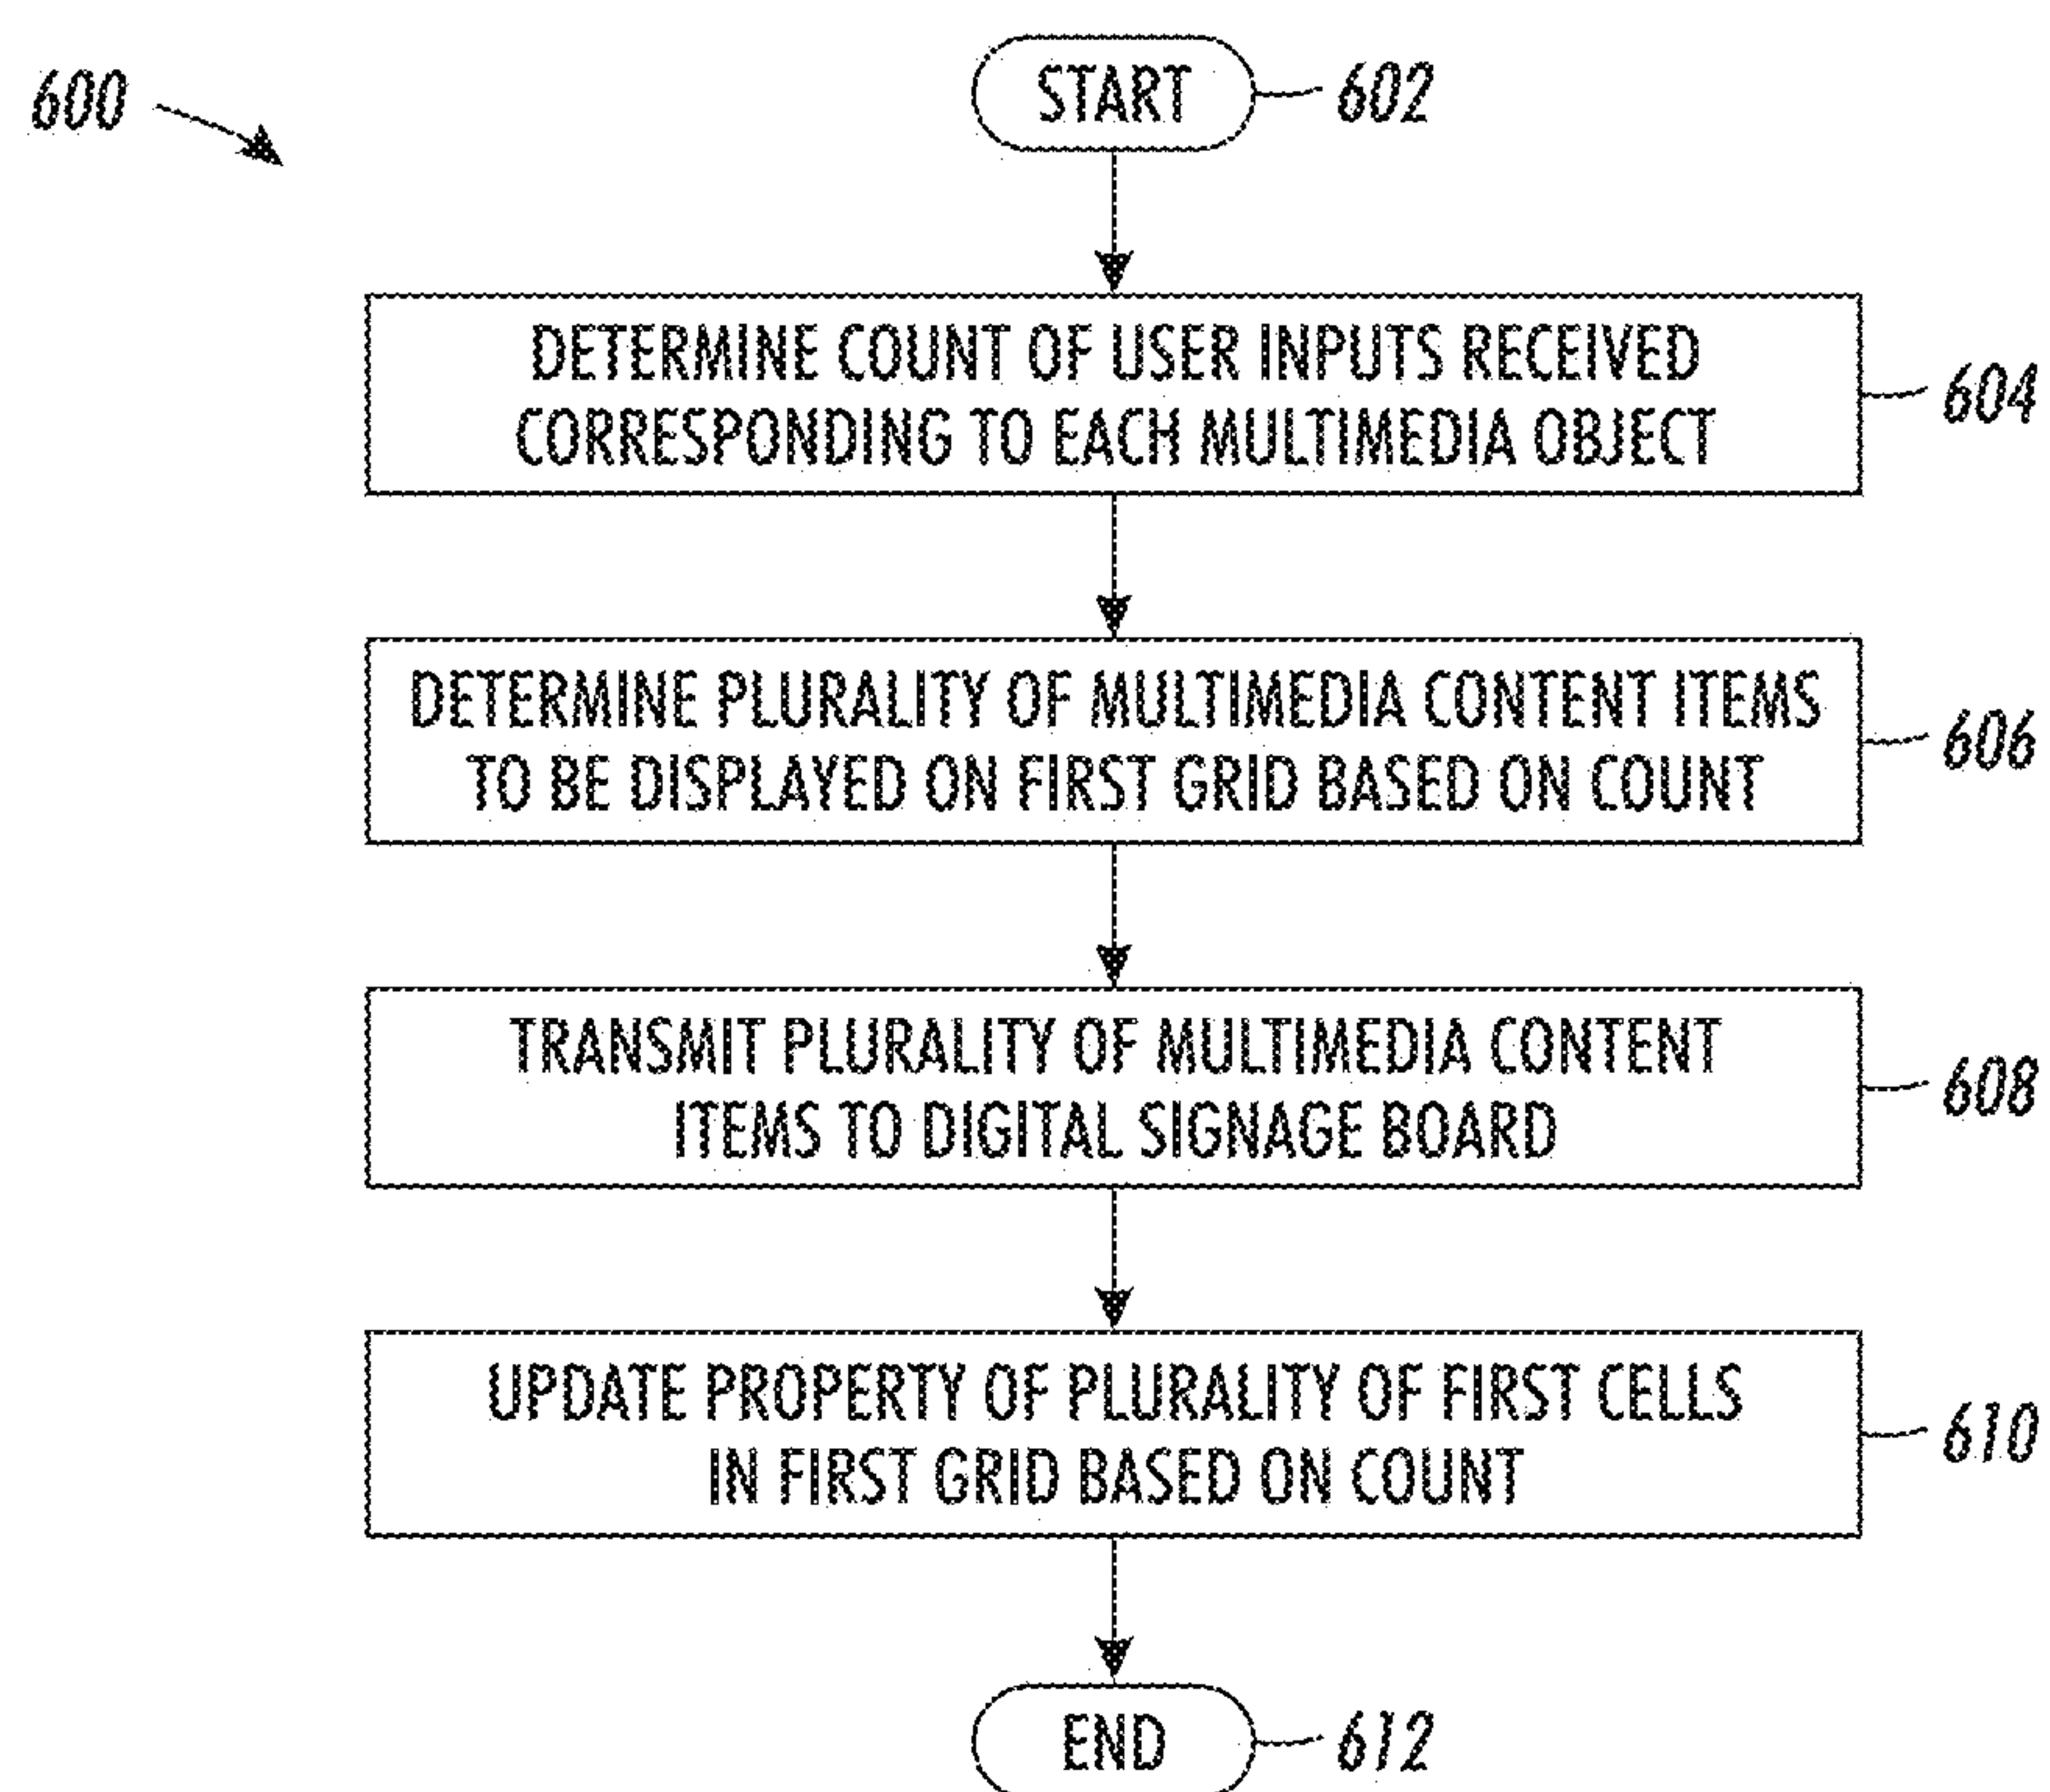 600
START
602
DETERMINE COUNT OF USER INPUTS RECEIVED
CORRESPONDING TO EACH MULTIMEDIA OBJECT
604
DETERMINE PLURALITY OF MULTIMEDIA CONTENT ITEMS
TO BE DISPLAYED ON FIRST GRID BASED ON COUNT
606
TRANSMIT PLURALITY OF MULTIMEDIA CONTENT
ITEMS TO DIGITAL SIGNAGE BOARD
608
UPDATE PROPERTY OF PLURALITY OF FIRST CELLS
IN FIRST GRID BASED ON COUNT
610
END
612